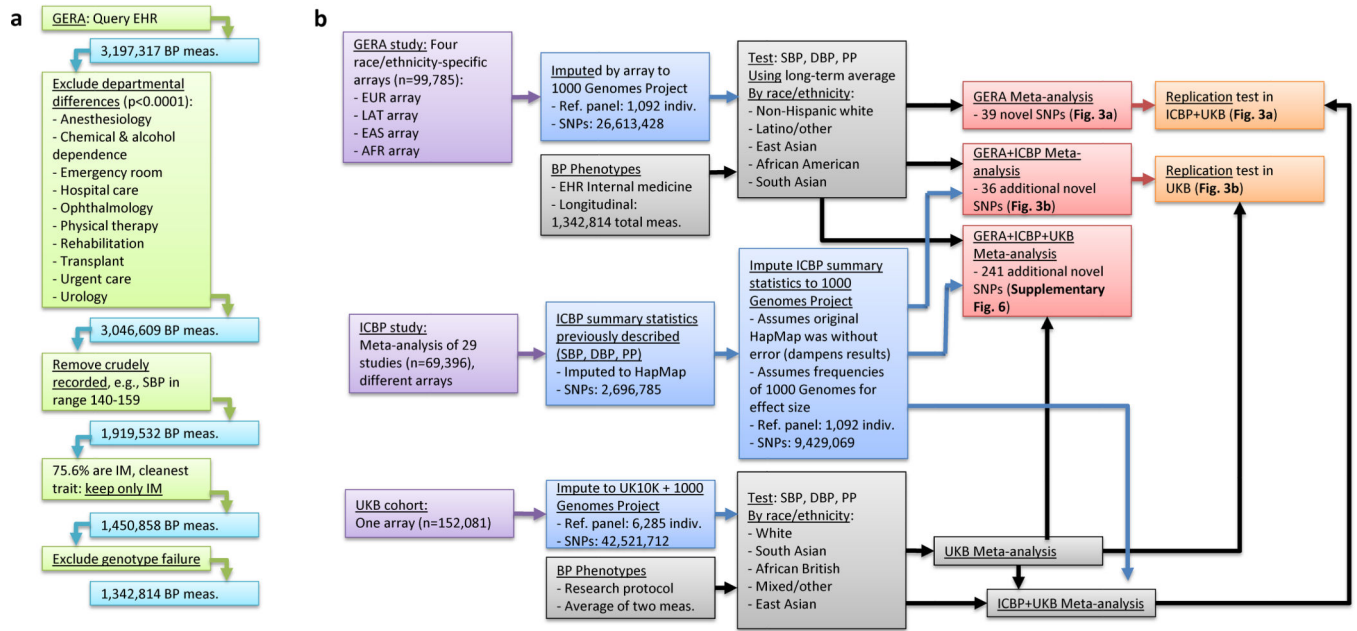 a
GERA: Query EHR
3,197,317 BP meas.
Exclude departmental
differences (p<0.0001):
- Anesthesiology
- Chemical & alcohol
dependence
- Emergency room
- Hospital care
- Ophthalmology
- Physical therapy
- Rehabilitation
- Transplant
- Urgent care
- Urology
3,046,609 BP meas.
Remove crudely
recorded, e.g., SBP in
range 140-159
1,919,532 BP meas.
75.6% are IM, cleanest
trait: keep only IM
1,450,858 BP meas.
Exclude genotype failure
1,342,814 BP meas.
b
GERA study: Four
race/ethnicity-specific
arrays (n=99,785):
- EUR array
- LAT array
- EAS array
- AFR array
Imputed by array to
1000 Genomes Project
- Ref. panel: 1,092 indiv.
- SNPs: 26,613,428
BP Phenotypes
- EHR Internal medicine
- Longitudinal:
1,342,814 total meas.
Test: SBP, DBP, PP
Using long-term average
By race/ethnicity:
- Non-Hispanic white
- Latino/other
- East Asian
- African American
- South Asian
GERA Meta-analysis
- 39 novel SNPs (Fig. 3a)
Replication test in
ICBP+UKB (Fig. 3a)
GERA+ICBP Meta-
analysis
- 36 additional novel
SNPs (Fig. 3b)
Replication test in
UKB (Fig. 3b)
GERA+ICBP+UKB
Meta-analysis
- 241 additional novel
SNPs (Supplementary
Fig. 6)
ICBP study:
Meta-analysis of 29
studies (n=69,396),
different arrays
ICBP summary statistics
previously described
(SBP, DBP, PP)
- Imputed to HapMap
- SNPs: 2,696,785
Impute ICBP summary
statistics to 1000
Genomes Project
- Assumes original
HapMap was without
error (dampens results)
- Assumes frequencies
of 1000 Genomes for
effect size
- Ref. panel: 1,092 indiv.
- SNPs: 9,429,069
UKB cohort:
One array (n=152,081)
Impute to UK10K + 1000
Genomes Project
- Ref. panel: 6,285 indiv.
- SNPs: 42,521,712
BP Phenotypes
- Research protocol
- Average of two meas.
Test: SBP, DBP, PP
By race/ethnicity:
- White
- South Asian
- African British
- Mixed/other
- East Asian
UKB Meta-analysis
ICBP+UKB Meta-analysis